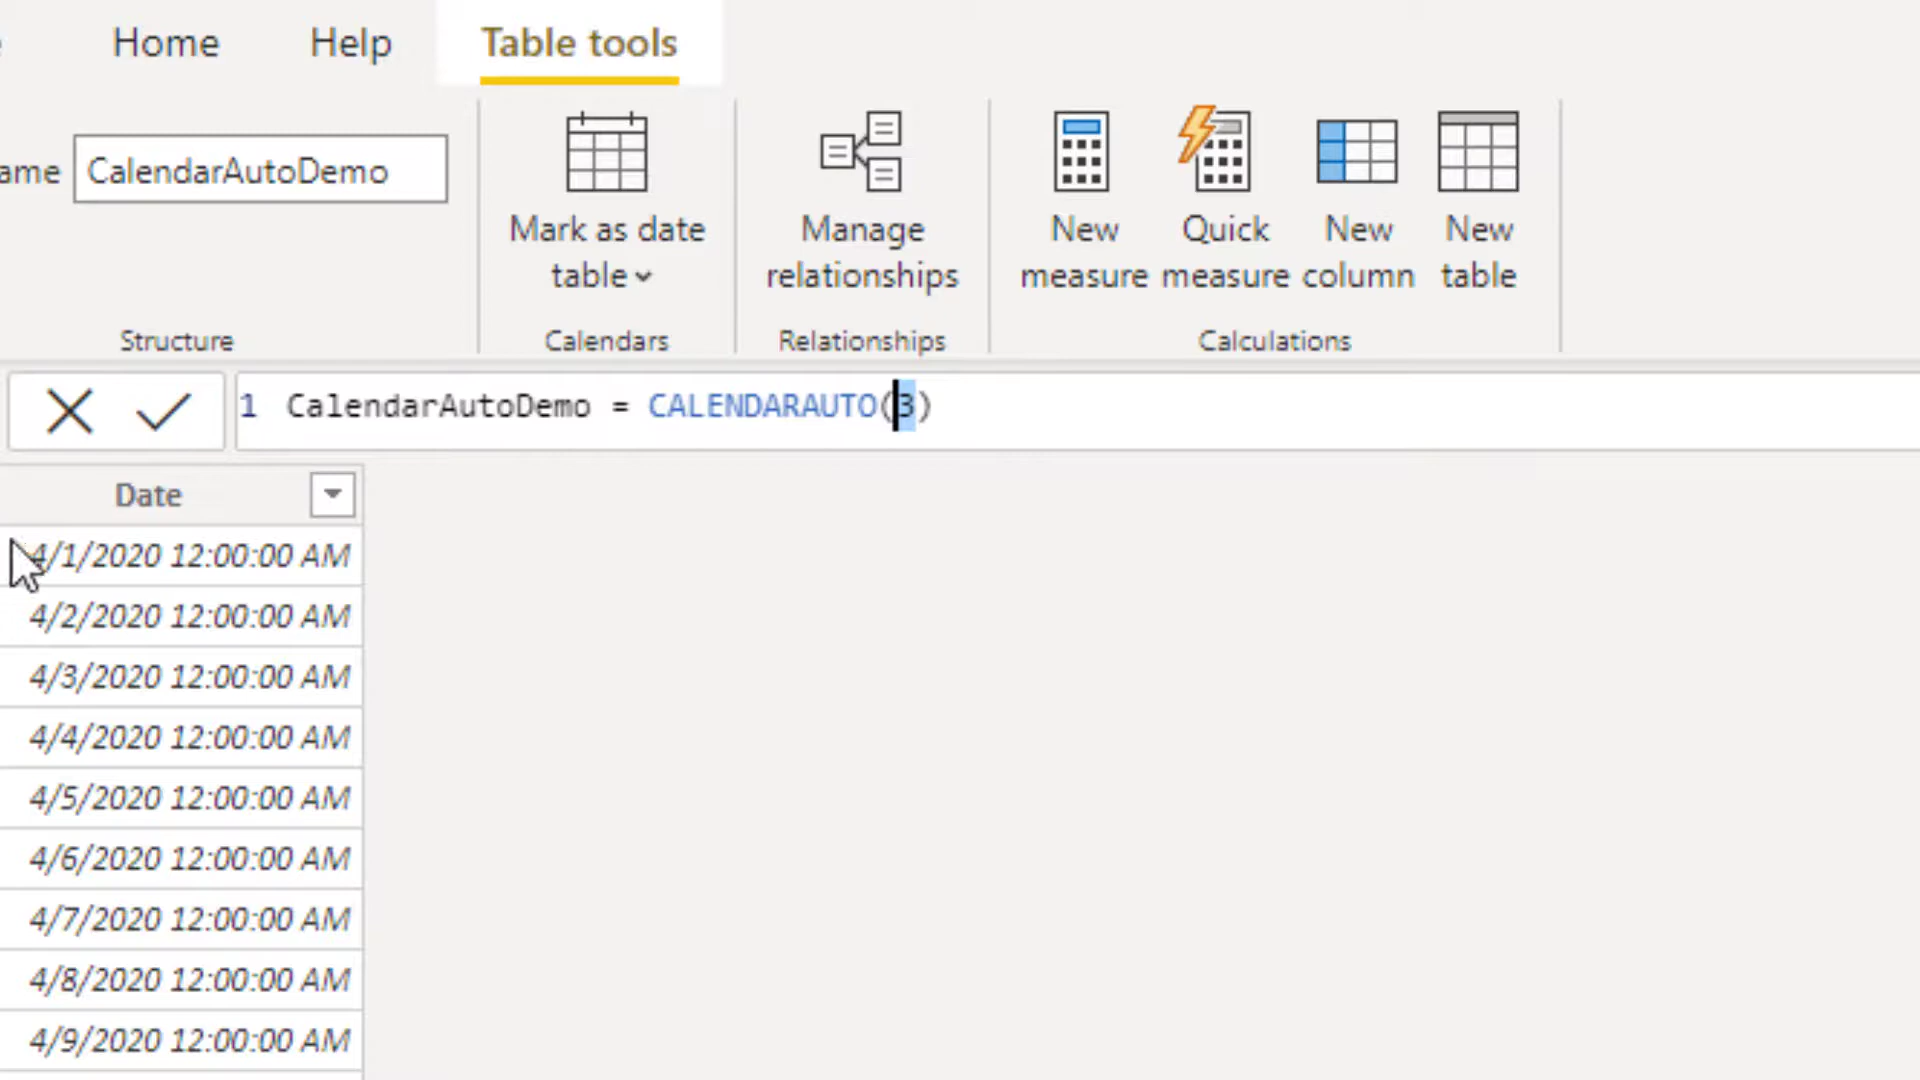 Home Help Table tools
ame CalendarAutoDemo
Mark as date
table
Manage
relationships
New
measure
Quick
measure
New
column
New
table
Structure Calendars Relationships Calculations
1 CalendarAutoDemo = CALENDARAUTO(3)
Date
4/1/2020 12:00:00 AM
4/2/2020 12:00:00 AM
4/3/2020 12:00:00 AM
4/4/2020 12:00:00 AM
4/5/2020 12:00:00 AM
4/6/2020 12:00:00 AM
4/7/2020 12:00:00 AM
4/8/2020 12:00:00 AM
4/9/2020 12:00:00 AM